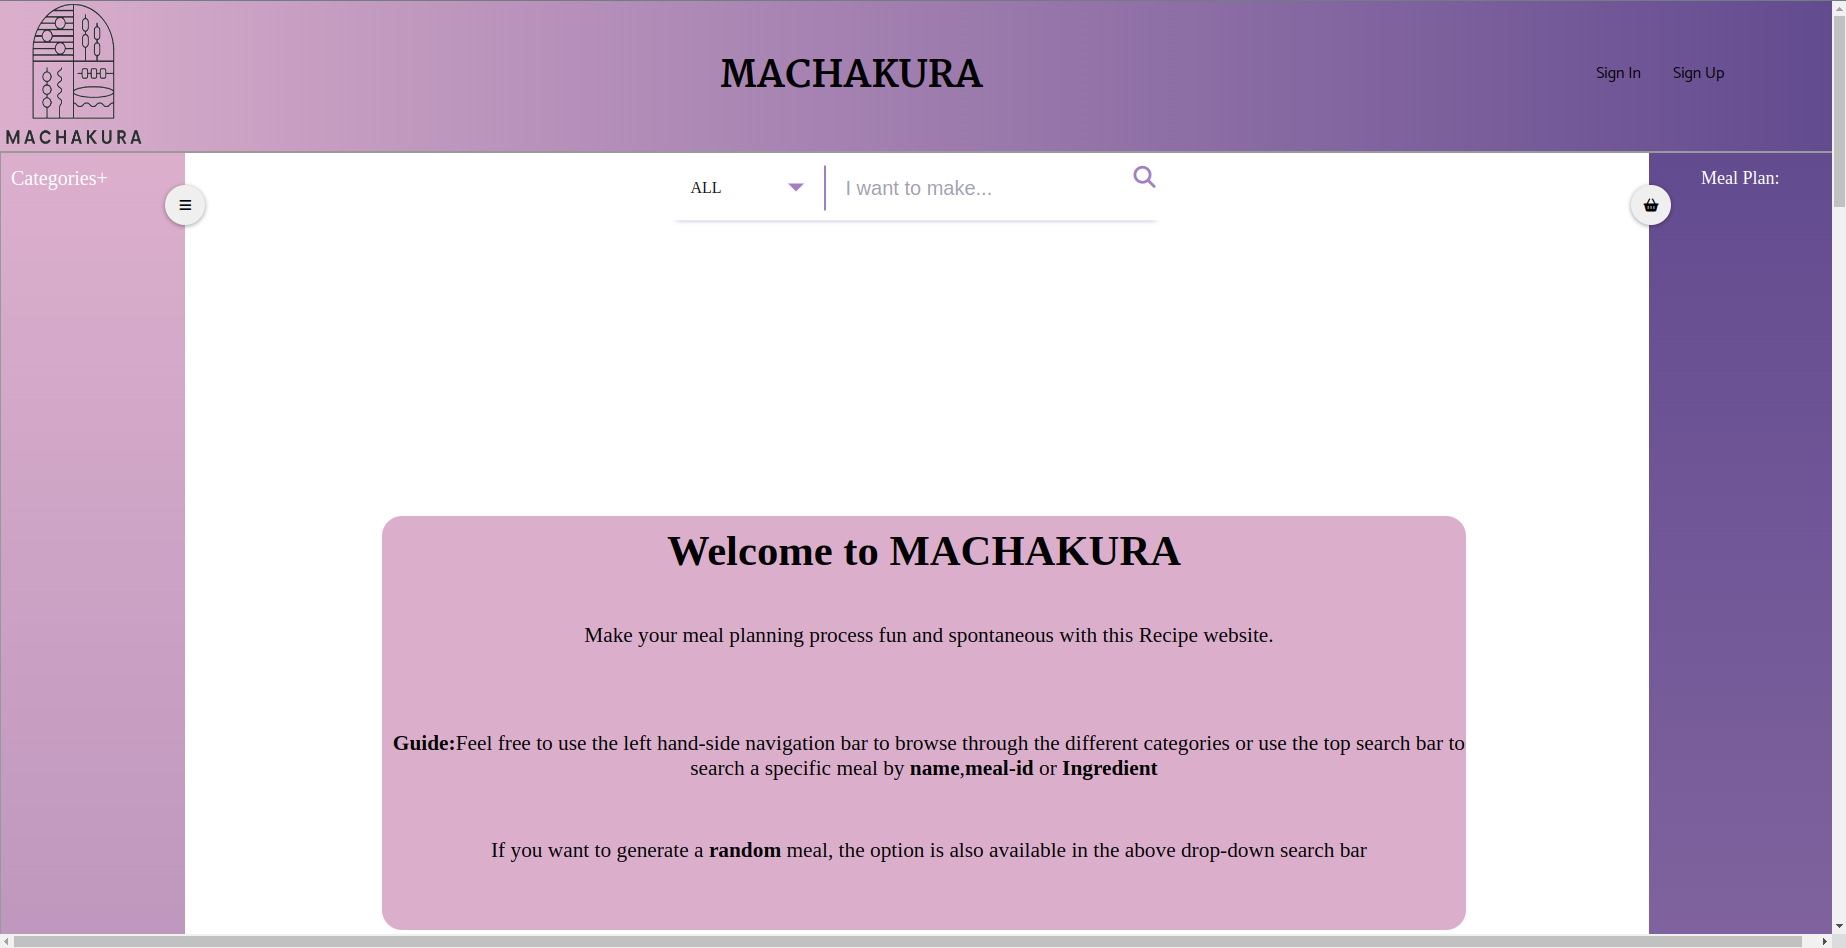 MACHAKURA
MACHAKURA
Sign In
Sign Up
Categories+
ALL
I want to make...
Meal Plan:
Welcome to MACHAKURA
Make your meal planning process fun and spontaneous with this Recipe website.
Guide:Feel free to use the left hand-side navigation bar to browse through the different categories or use the top search bar to
search a specific meal by name,meal-id or Ingredient
If you want to generate a random meal, the option is also available in the above drop-down search bar